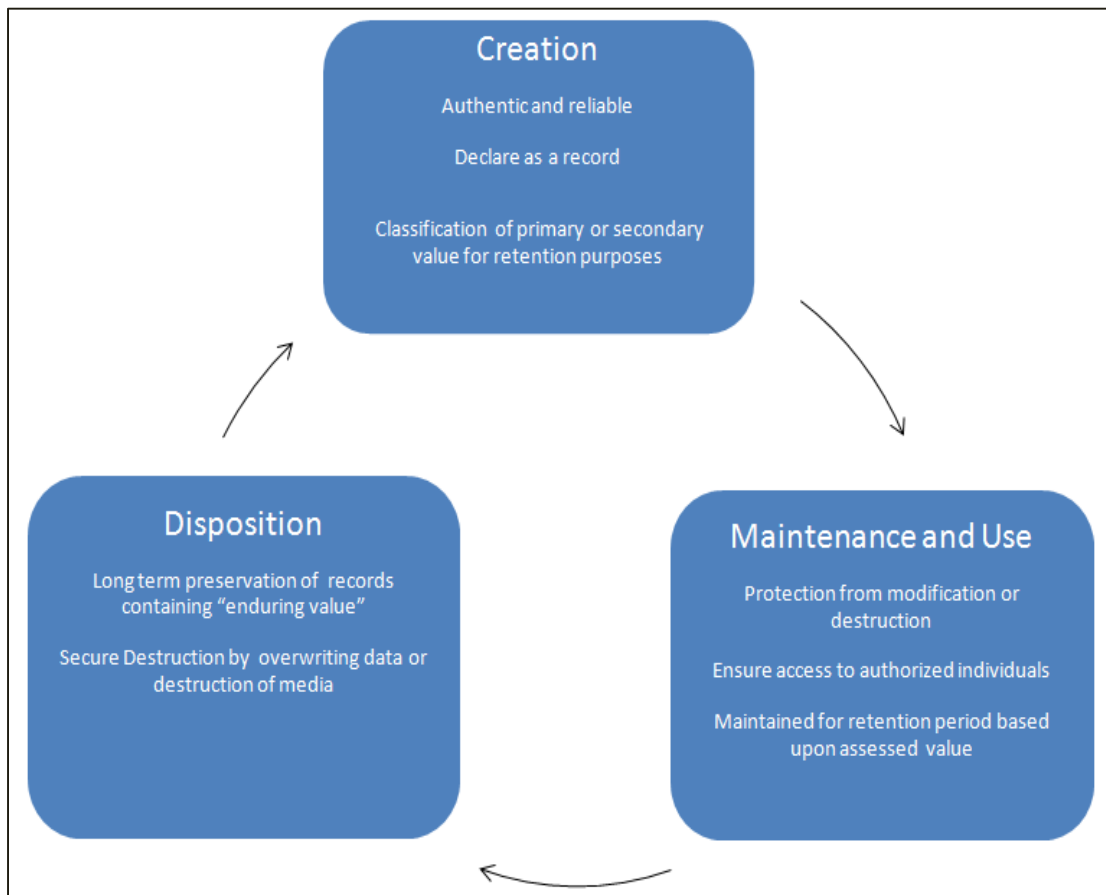 Creation
Authentic and reliable
Declare as a record
Classification of primary or secondary
value for retention purposes
Disposition
Long term preservation of records
containing “enduring value”
Secure Destruction by overwriting data or
destruction of media
Maintenance and Use
Protection from modification or
destruction
Ensure access to authorized individuals
Maintained for retention period based
upon assessed value